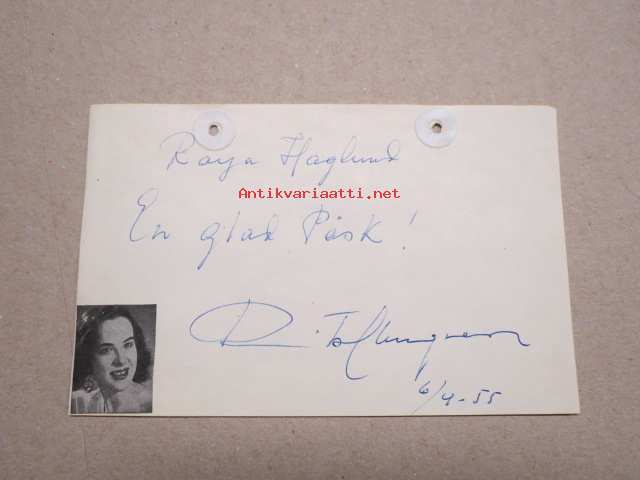 Raya Haglund
Antikvariaatti.net
En glad Påsk!
6/4-55